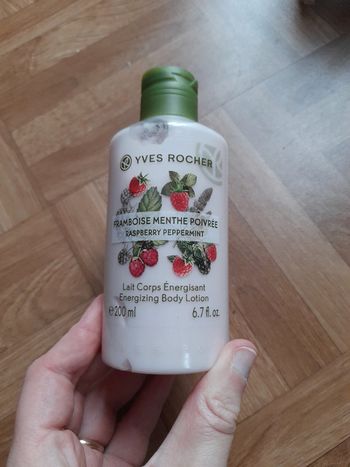 YVES ROCHER
FRAMBOISE MENTHE POIVRÉE
RASPBERRY PEPPERMINT
Lait Corps Énergisant
Energizing Body Lotion
e 200 ml 6.7 fl. oz.